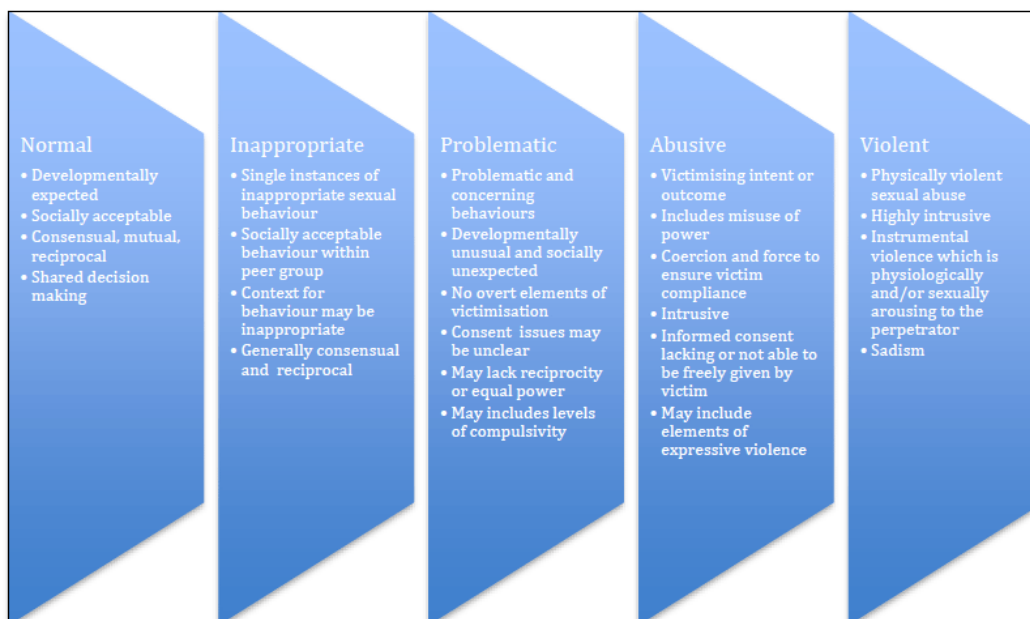 Normal
• Developmentally
expected
• Socially acceptable
• Consensual, mutual,
reciprocal
• Shared decision
making
Inappropriate
• Single instances of
inappropriate sexual
behaviour
• Socially acceptable
behaviour within
peer group
• Context for
behaviour may be
inappropriate
• Generally consensual
and reciprocal
Problematic
• Problematic and
concerning
behaviours
• Developmentally
unusual and socially
unexpected
• No overt elements of
victimisation
• Consent issues may
be unclear
• May lack reciprocity
or equal power
• May includes levels
of compulsivity
Abusive
• Victimising intent or
outcome
• Includes misuse of
power
• Coercion and force to
ensure victim
compliance
• Intrusive
• Informed consent
lacking or not able to
be freely given by
victim
• May include
elements of
expressive violence
Violent
• Physically violent
sexual abuse
• Highly intrusive
• Instrumental
violence which is
physiologically
and/or sexually
arousing to the
perpetrator
• Sadism